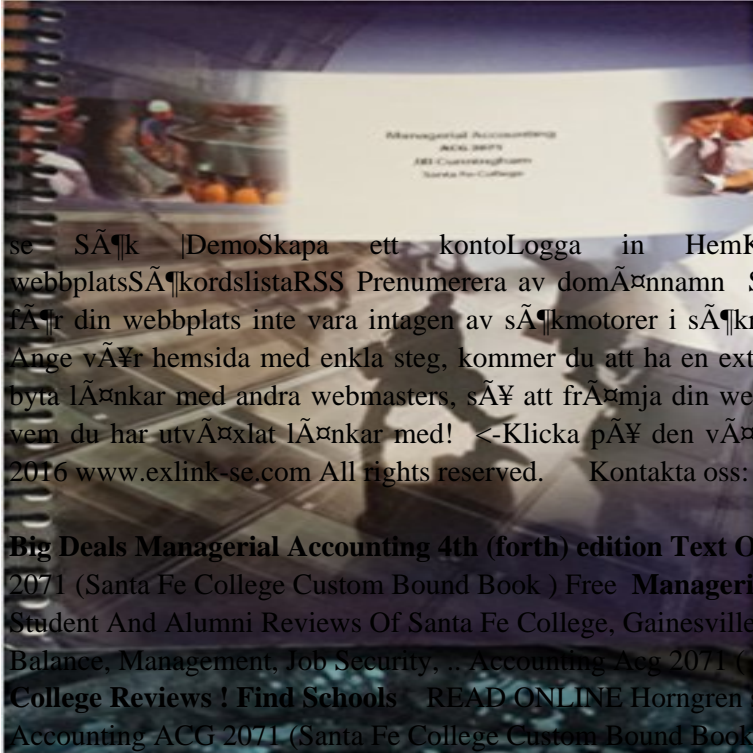 Managerial Accounting
ACG 2071
Jill Cunningham
Santa Fe College
se SÃ¶k |DemoSkapa ett kontoLogga in
webbplatsSÃ¶kordslistaRSS Prenumerera av domÃ¤nnamn
fÃ¶r din webbplats inte vara intagen av sÃ¶kmotorer i
Ange vÃ¥r hemsida med enkla steg, kommer du att ha en
byta lÃ¤nkar med andra webmasters, sÃ¥ att frÃ¤mja din
vem du har utvÃ¤xlat lÃ¤nkar med! <-Klicka pÃ¥ den
2016 www.exlink-se.com All rights reserved. Kontakta oss:
Big Deals Managerial Accounting 4th (forth) edition Text
2071 (Santa Fe College Custom Bound Book ) Free
Student And Alumni Reviews Of Santa Fe College, Gainesville
Balance, Management, Job Security, .. Accounting Acg 2071 (
College Reviews ! Find Schools READ ONLINE Horngren
Accounting ACG 2071 (Santa Fe College Custom Bound Book